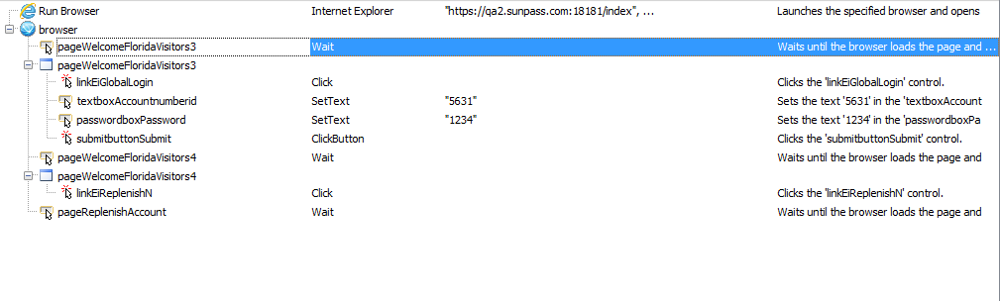 Run Browser Internet Explorer "https://qa2.sunpass.com:18181/index", ... Launches the specified browser and opens
browser
pageWelcomeFloridaVisitors3 Wait Waits until the browser loads the page and ...
pageWelcomeFloridaVisitors3
linkEiGlobalLogin Click Clicks the 'linkEiGlobalLogin' control.
textboxAccountnumberid SetText "5631" Sets the text '5631' in the 'textboxAccount
passwordboxPassword SetText "1234" Sets the text '1234' in the 'passwordboxPa
submitbuttonSubmit ClickButton Clicks the 'submitbuttonSubmit' control.
pageWelcomeFloridaVisitors4 Wait Waits until the browser loads the page and
pageWelcomeFloridaVisitors4
linkEiReplenishN Click Clicks the 'linkEiReplenishN' control.
pageReplenishAccount Wait Waits until the browser loads the page and